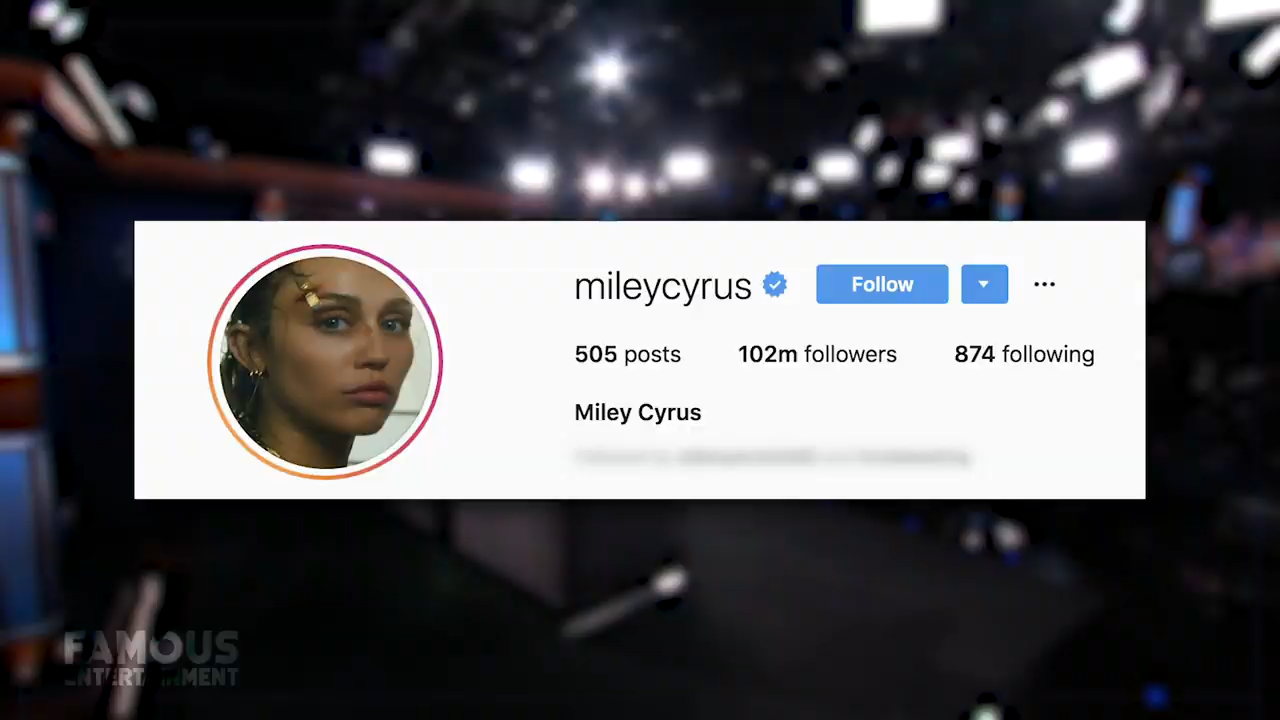 mileycyrus Follow
505 posts 102m followers 874 following
Miley Cyrus
FAMOUS
ENTERTAINMENT